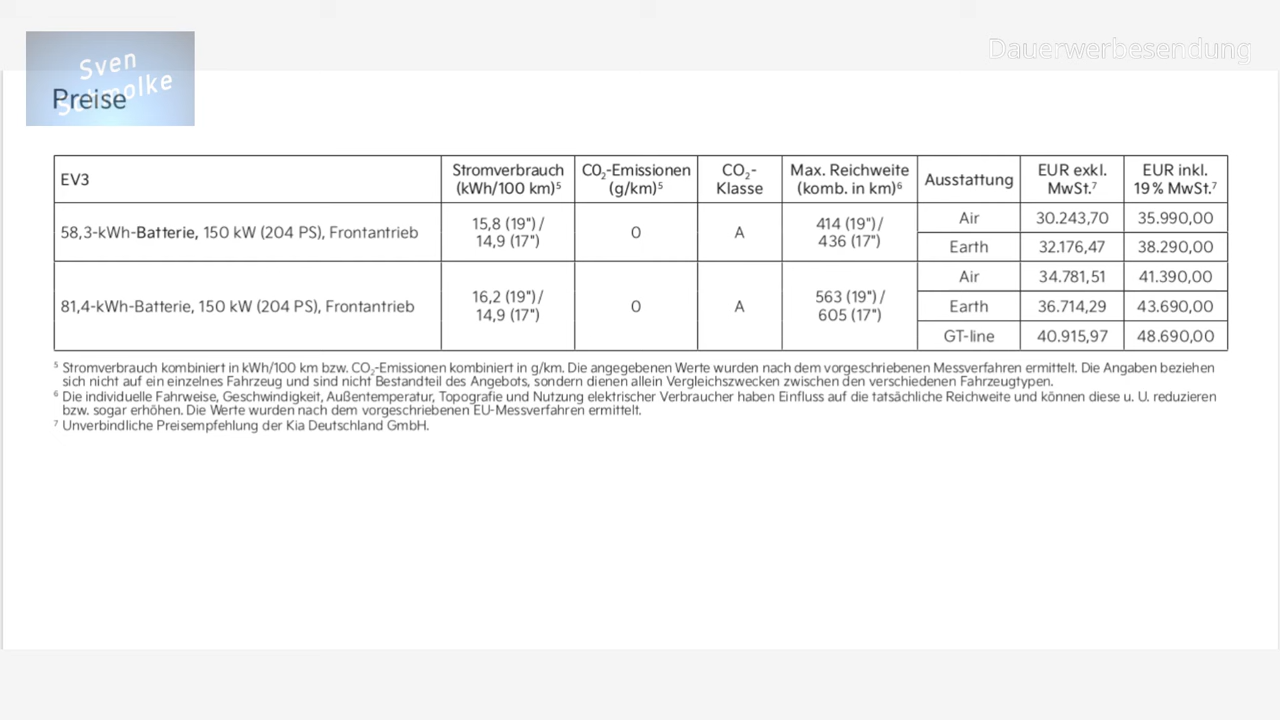 Sven
Schmolke
Dauerwerbesendung
Preise
EV3
Stromverbrauch
(kWh/100 km)⁵
CO₂-Emissionen
(g/km)⁵
CO₂-
Klasse
Max. Reichweite
(komb. in km)⁶
Ausstattung
EUR exkl.
MwSt.⁷
EUR inkl.
19 % MwSt.⁷
58,3-kWh-Batterie, 150 kW (204 PS), Frontantrieb
15,8 (19")/
14,9 (17")
0
A
414 (19")/
436 (17")
Air
30.243,70
35.990,00
Earth
32.176,47
38.290,00
81,4-kWh-Batterie, 150 kW (204 PS), Frontantrieb
16,2 (19")/
14,9 (17")
0
A
563 (19")/
605 (17")
Air
34.781,51
41.390,00
Earth
36.714,29
43.690,00
GT-line
40.915,97
48.690,00
⁵ Stromverbrauch kombiniert in kWh/100 km bzw. CO₂-Emissionen kombiniert in g/km. Die angegebenen Werte wurden nach dem vorgeschriebenen Messverfahren ermittelt. Die Angaben beziehen
sich nicht auf ein einzelnes Fahrzeug und sind nicht Bestandteil des Angebots, sondern dienen allein Vergleichszwecken zwischen den verschiedenen Fahrzeugtypen.
⁶ Die individuelle Fahrweise, Geschwindigkeit, Außentemperatur, Topografie und Nutzung elektrischer Verbraucher haben Einfluss auf die tatsächliche Reichweite und können diese u. U. reduzieren
bzw. sogar erhöhen. Die Werte wurden nach dem vorgeschriebenen EU-Messverfahren ermittelt.
⁷ Unverbindliche Preisempfehlung der Kia Deutschland GmbH.